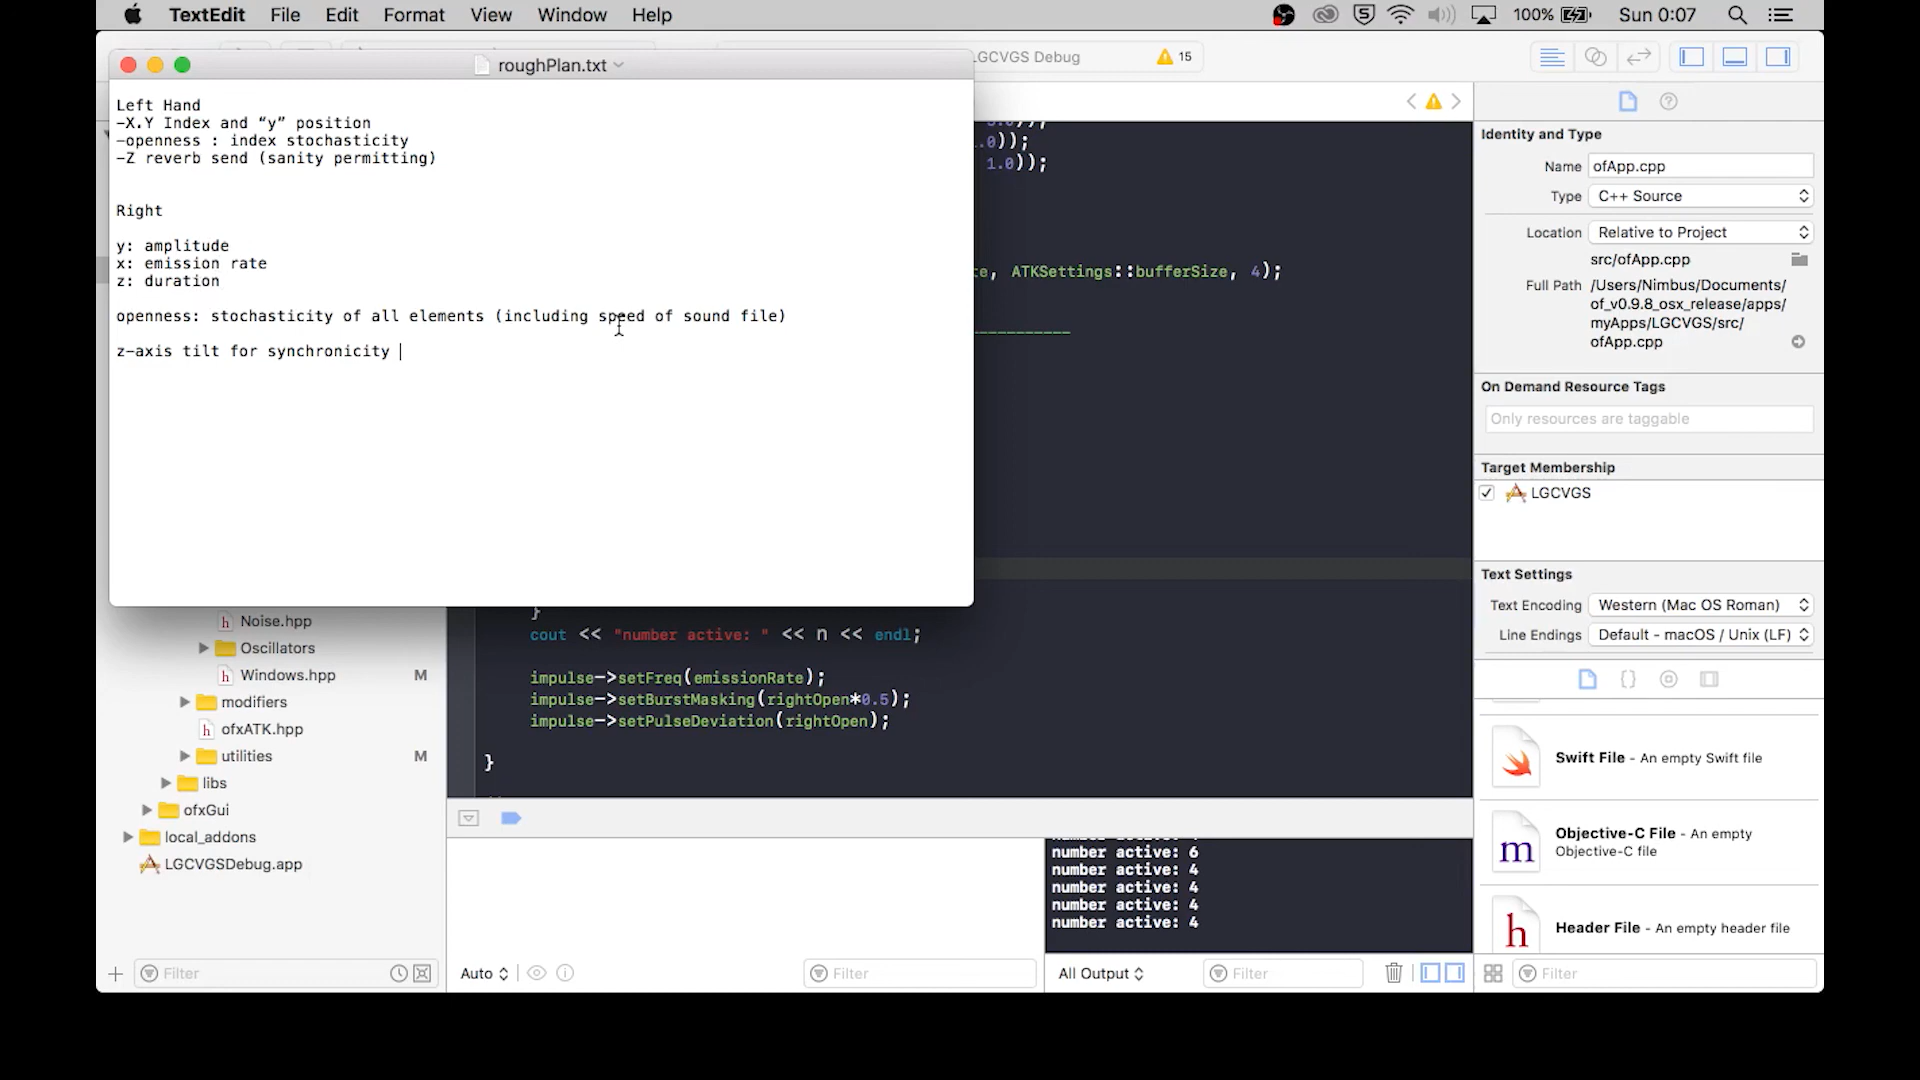 TextEdit File Edit Format View Window Help 100% Sun 0:07
roughPlan.txt
LGCVGS Debug 15
Left Hand
-X.Y Index and “y” position
-openness : index stochasticity
-Z reverb send (sanity permitting)
Right
y: amplitude
x: emission rate
z: duration
openness: stochasticity of all elements (including speed of sound file)
z-axis tilt for synchronicity
.0));
1.0));
te, ATKSettings::bufferSize, 4);
}
cout << "number active: " << n << endl;
impulse->setFreq(emissionRate);
impulse->setBurstMasking(rightOpen*0.5);
impulse->setPulseDeviation(rightOpen);
}
Noise.hpp
Oscillators
Windows.hpp M
modifiers
ofxATK.hpp
utilities M
libs
ofxGui
local_addons
LGCVGSDebug.app
Filter
Auto
Filter
number active: 6
number active: 4
number active: 4
number active: 4
number active: 4
All Output
Filter
Identity and Type
Name ofApp.cpp
Type C++ Source
Location Relative to Project
src/ofApp.cpp
Full Path /Users/Nimbus/Documents/
of_v0.9.8_osx_release/apps/
myApps/LGCVGS/src/
ofApp.cpp
On Demand Resource Tags
Only resources are taggable
Target Membership
LGCVGS
Text Settings
Text Encoding Western (Mac OS Roman)
Line Endings Default - macOS / Unix (LF)
Swift File - An empty Swift file
m
Objective-C File - An empty
Objective-C file
h
Header File - An empty header file
Filter